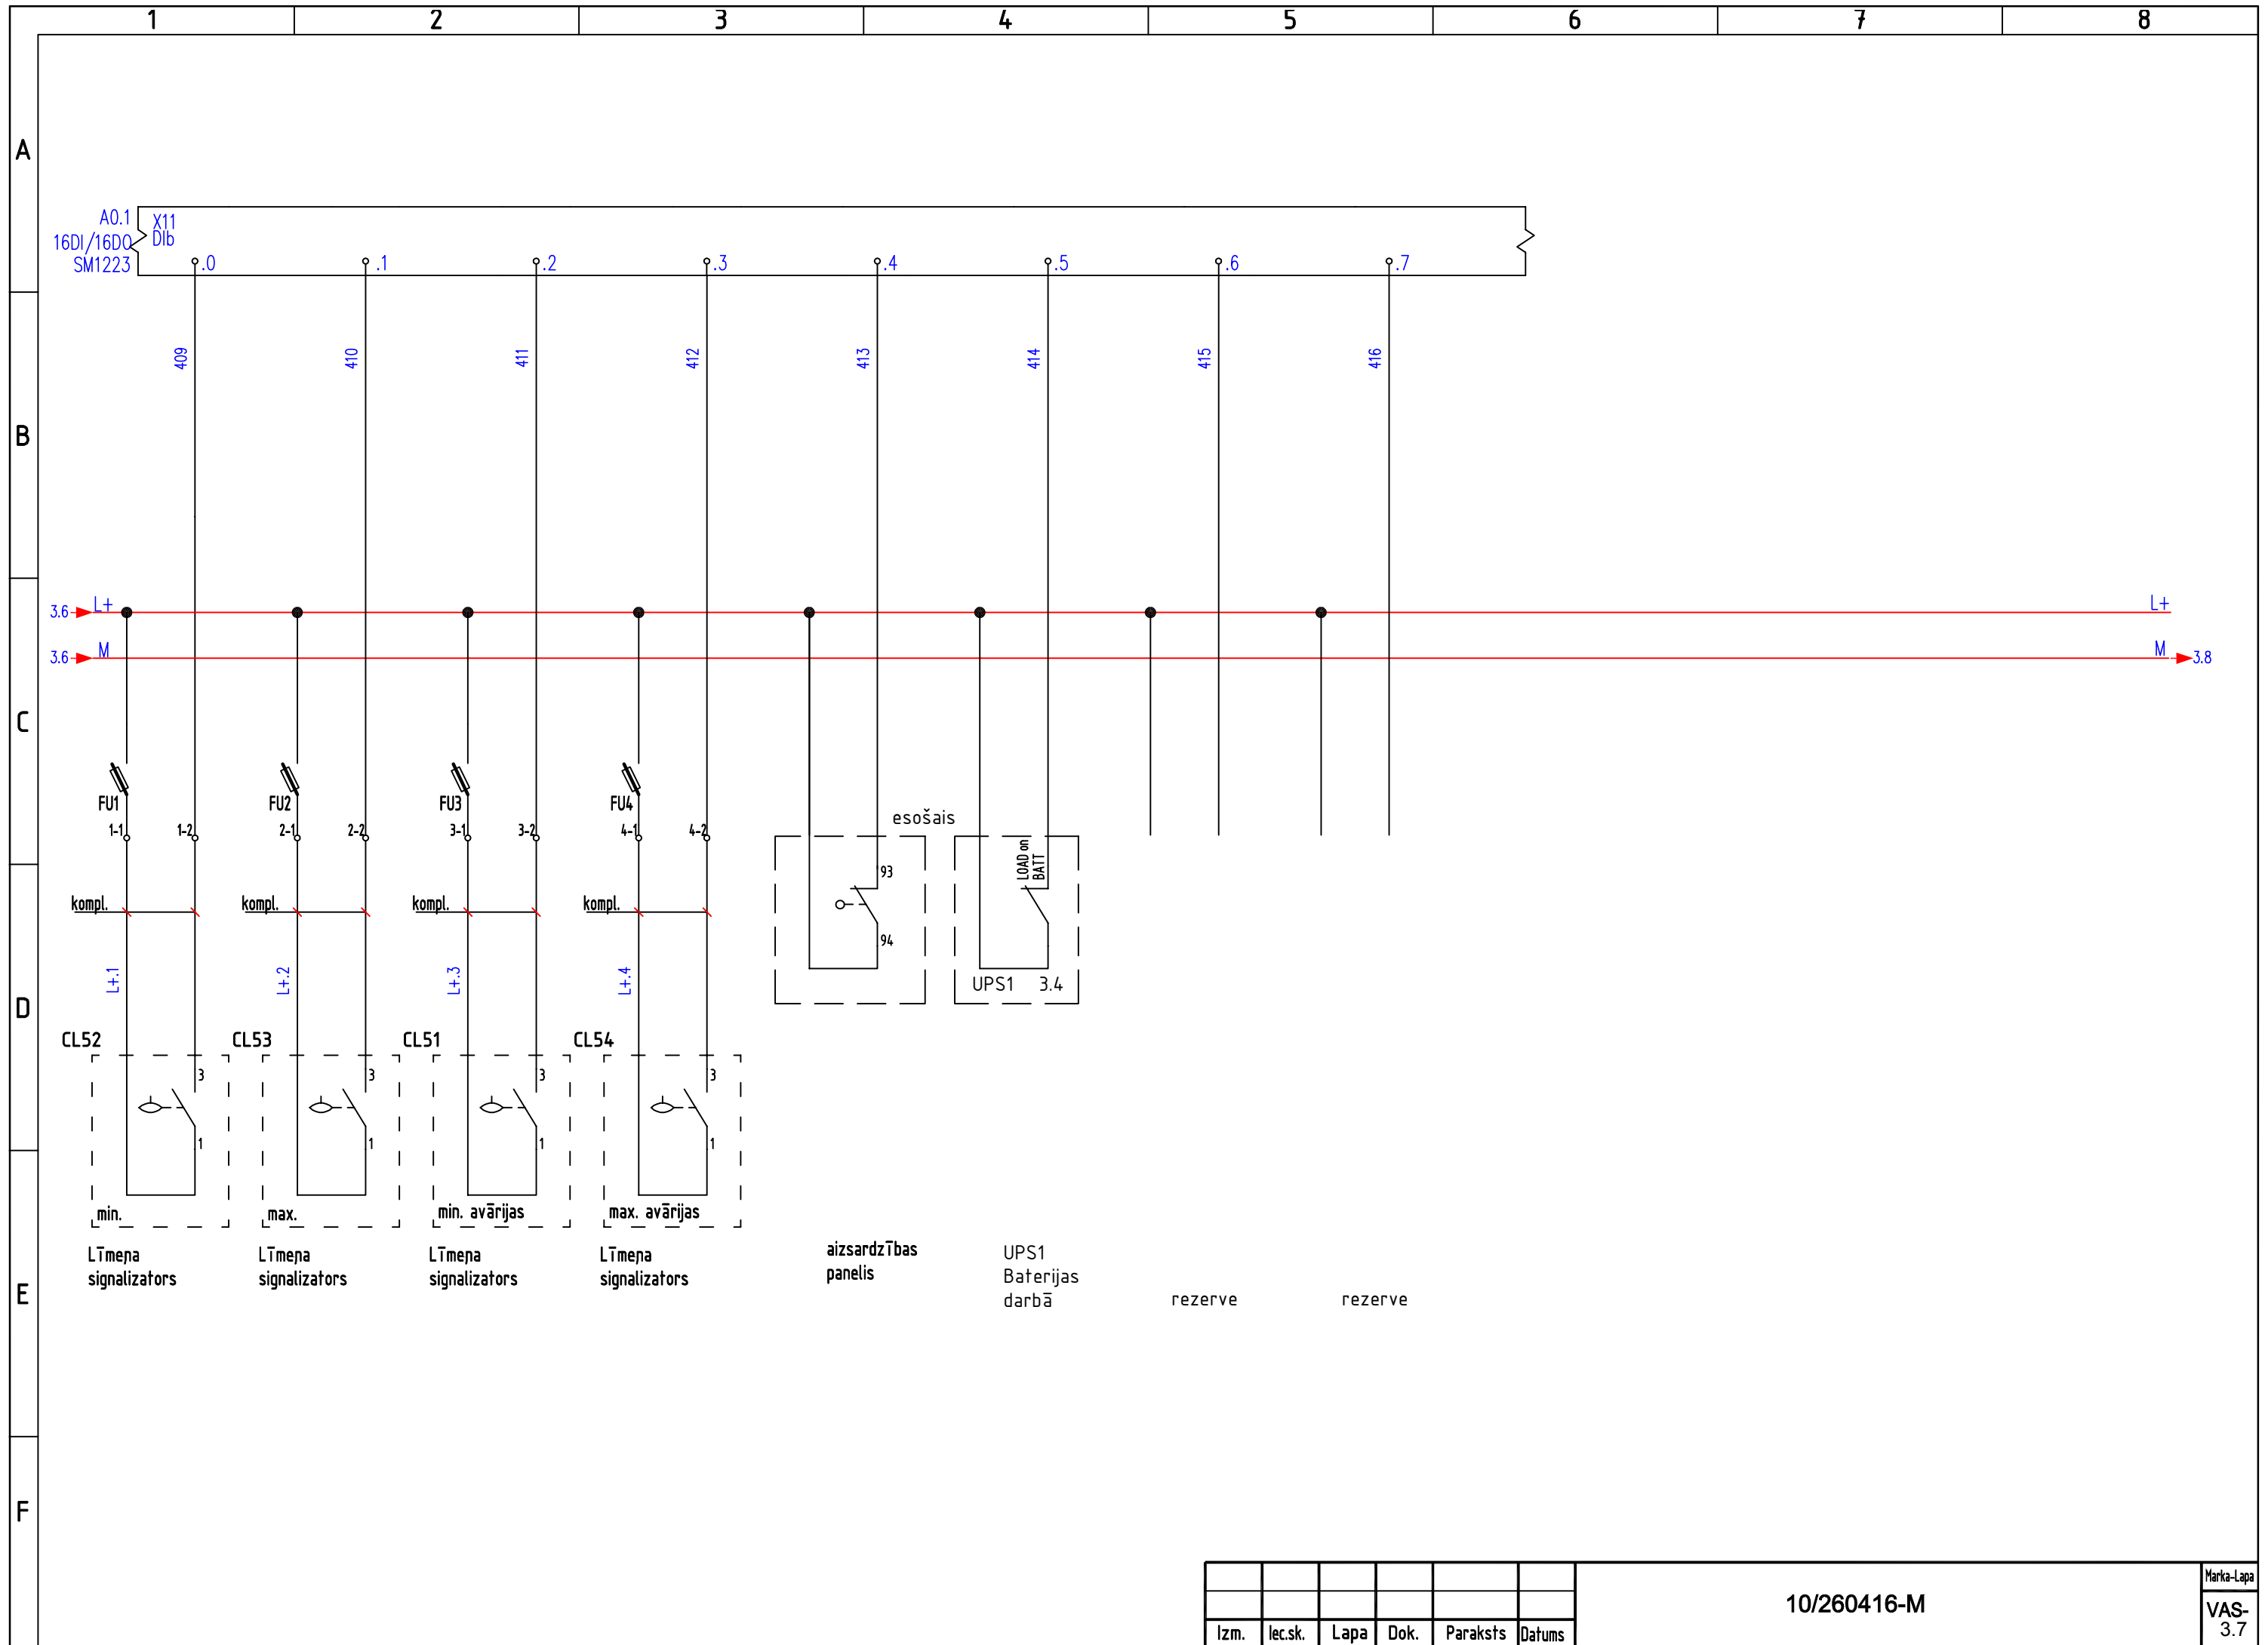 1 2 3 4 5 6 7 8
A
A0.1 X11
16DI/16DO DIb
SM1223
.0 .1 .2 .3 .4 .5 .6 .7
B
409 410 411 412 413 414 415 416
3.6 L+ L+
3.6 M M 3.8
C
FU1 FU2 FU3 FU4
esošais
1-1 1-2 2-1 2-2 3-1 3-2 4-1 4-2
LOAD on
BATT
93
kompl. kompl. kompl. kompl.
94
L+.1 L+.2 L+.3 L+.4
UPS1 3.4
D
CL52 CL53 CL51 CL54
3 3 3 3
1 1 1 1
min. max. min. avārijas max. avārijas
Līmeņa
signalizators
Līmeņa
signalizators
Līmeņa
signalizators
Līmeņa
signalizators
aizsardzības
panelis
UPS1
Baterijas
darbā
rezerve
rezerve
E
F
10/260416-M
Marka-Lapa
VAS-
3.7
Izm. Iec.sk. Lapa Dok. Paraksts Datums